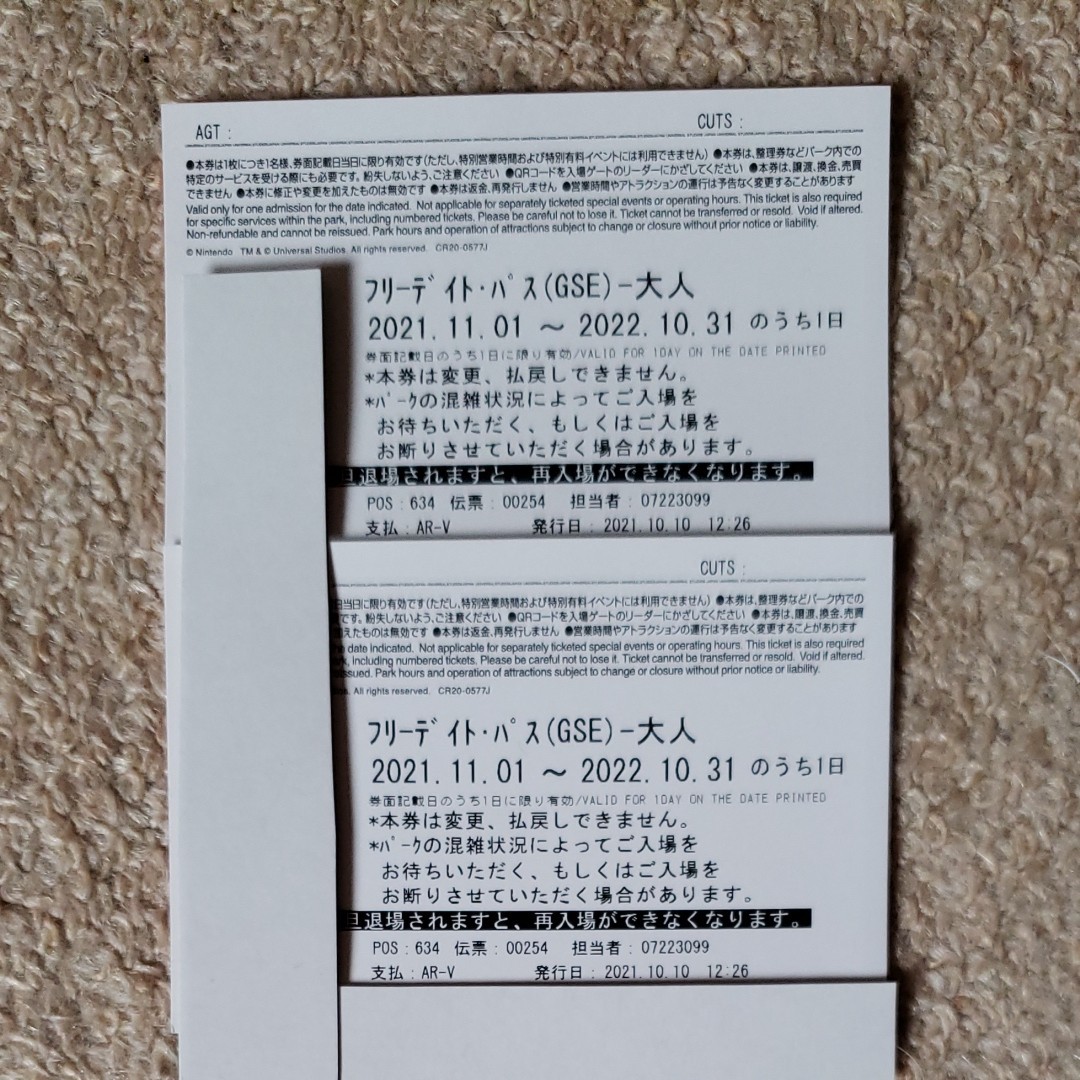 AGT :
CUTS :
●本券は1枚につき1名様、券面記載日当日に限り有効です(ただし、特別営業時間および特別有料イベントには利用できません) ●本券は、整理券などパーク内での
特定のサービスを受ける際にも必要です。紛失しないよう、ご注意ください ●QRコードを入場ゲートのリーダーにかざしてください ●本券は、譲渡、換金、売買
できません ●本券に修正や変更を加えたものは無効です ●本券は返金、再発行しません ●営業時間やアトラクションの運行は予告なく変更することがあります
Valid only for one admission for the date indicated. Not applicable for separately ticketed special events or operating hours. This ticket is also required
for specific services within the park, including numbered tickets. Please be careful not to lose it. Ticket cannot be transferred or resold. Void if altered.
Non-refundable and cannot be reissued. Park hours and operation of attractions subject to change or closure without prior notice or liability.
© Nintendo TM & © Universal Studios. All rights reserved. CR20-0577J
ﾌﾘｰﾃﾞｲﾄ･ﾊﾟｽ(GSE)-大人
2021.11.01 ～ 2022.10.31 のうち1日
券面記載日のうち1日に限り有効/VALID FOR 1DAY ON THE DATE PRINTED
*本券は変更、払戻しできません。
*ﾊﾟｰｸの混雑状況によってご入場を
お待ちいただく、もしくはご入場を
お断りさせていただく場合があります。
旦退場されますと、再入場ができなくなります。
POS : 634 伝票 : 00254 担当者 : 07223099
支払 : AR-V 発行日 : 2021.10.10 12:26
CUTS :
日当日に限り有効です(ただし、特別営業時間および特別有料イベントには利用できません) ●本券は、整理券などパーク内での
です。紛失しないよう、ご注意ください ●QRコードを入場ゲートのリーダーにかざしてください ●本券は、譲渡、換金、売買
加えたものは無効です ●本券は返金、再発行しません ●営業時間やアトラクションの運行は予告なく変更することがあります
date indicated. Not applicable for separately ticketed special events or operating hours. This ticket is also required
including numbered tickets. Please be careful not to lose it. Ticket cannot be transferred or resold. Void if altered.
issued. Park hours and operation of attractions subject to change or closure without prior notice or liability.
All rights reserved. CR20-0577J
ﾌﾘｰﾃﾞｲﾄ･ﾊﾟｽ(GSE)-大人
2021.11.01 ～ 2022.10.31 のうち1日
券面記載日のうち1日に限り有効/VALID FOR 1DAY ON THE DATE PRINTED
*本券は変更、払戻しできません。
*ﾊﾟｰｸの混雑状況によってご入場を
お待ちいただく、もしくはご入場を
お断りさせていただく場合があります。
旦退場されますと、再入場ができなくなります。
POS : 634 伝票 : 00254 担当者 : 07223099
支払 : AR-V 発行日 : 2021.10.10 12:26